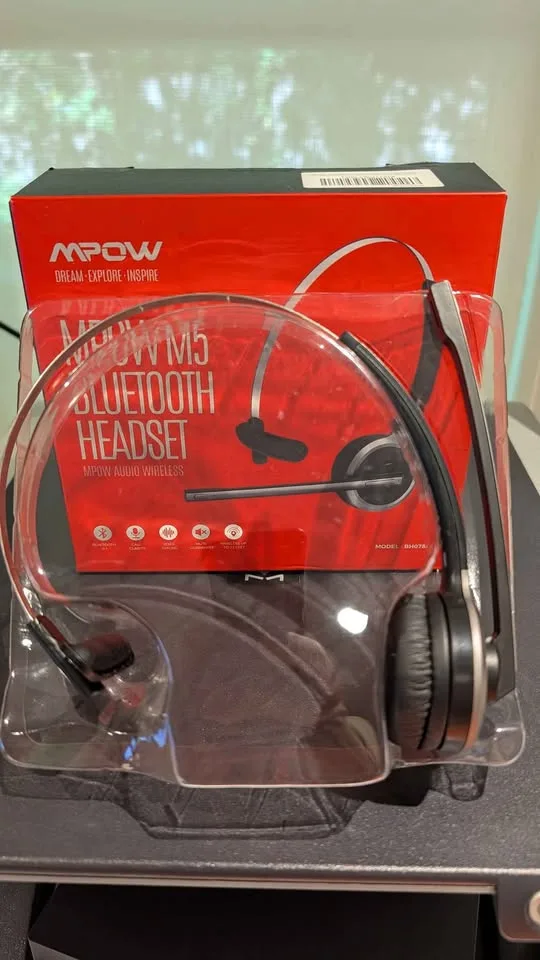 MPOW
DREAM · EXPLORE · INSPIRE
MPOW M5
BLUETOOTH
HEADSET
MPOW AUDIO WIRELESS